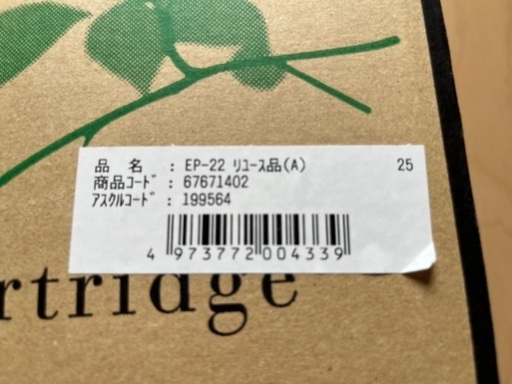 品 名 : EP-22 ﾘﾕｰｽ品(A) 25
商品ｺｰﾄﾞ : 67671402
ｱｽｸﾙｺｰﾄﾞ : 199564
4 973772 004339
rtridge